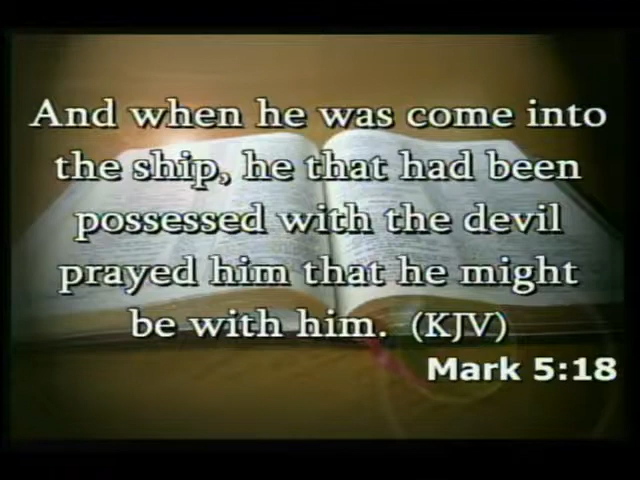 And when he was come into
the ship, he that had been
possessed with the devil
prayed him that he might
be with him. (KJV)
Mark 5:18